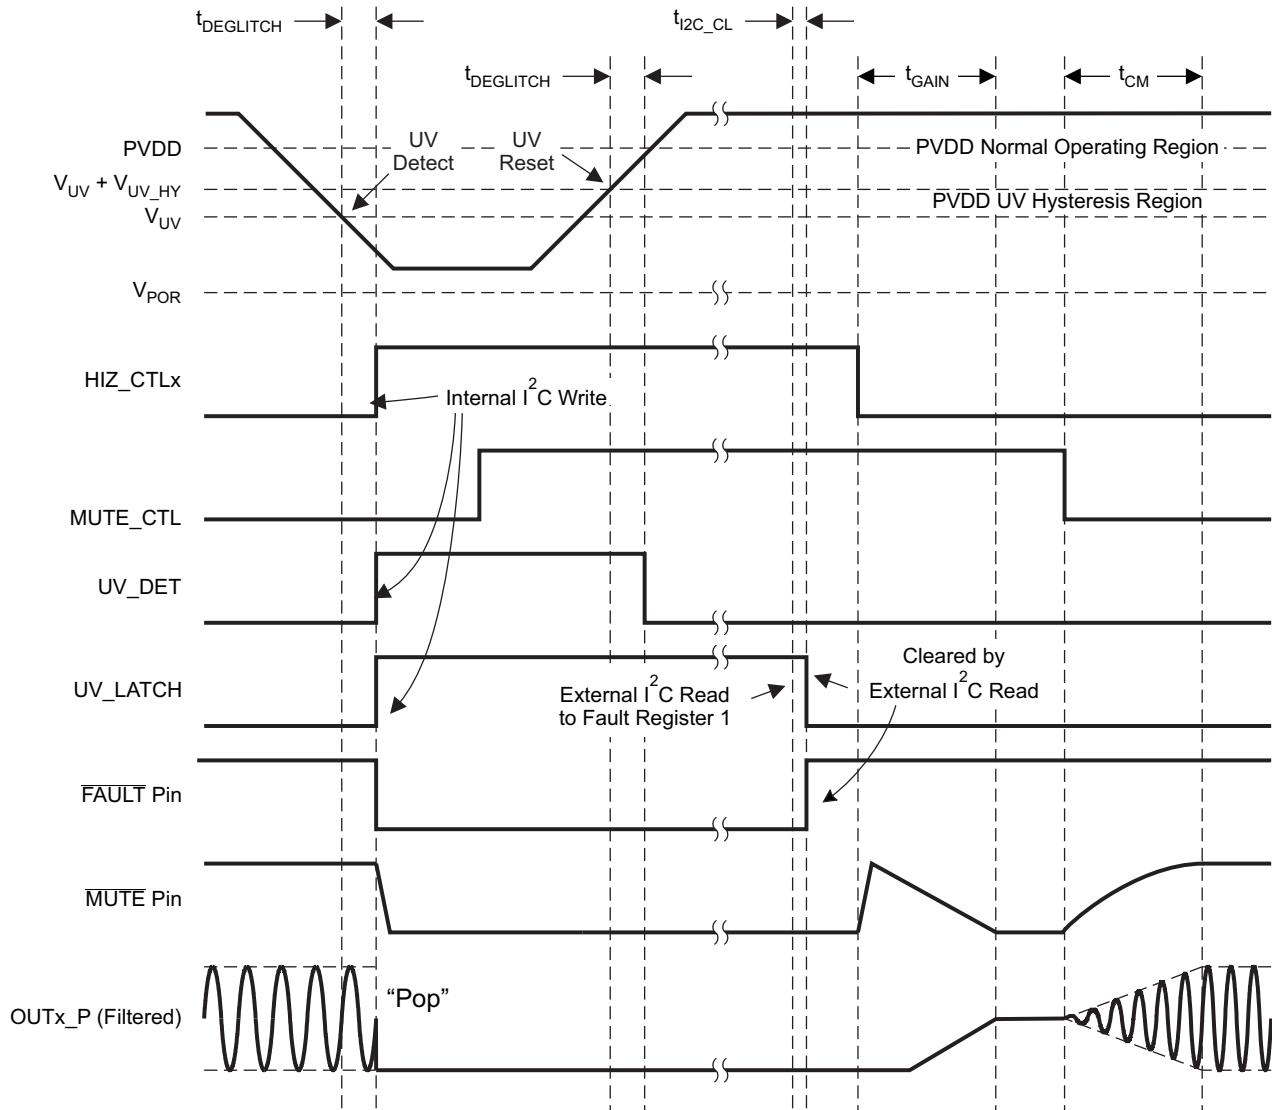 tDEGLITCH
tI2C_CL
tDEGLITCH
tGAIN
tCM
UV
Detect
UV
Reset
PVDD
PVDD Normal Operating Region
VUV + VUV_HY
PVDD UV Hysteresis Region
VUV
VPOR
HIZ_CTLx
Internal I2C Write
MUTE_CTL
UV_DET
UV_LATCH
External I2C Read
to Fault Register 1
Cleared by
External I2C Read
FAULT Pin
MUTE Pin
"Pop"
OUTx_P (Filtered)